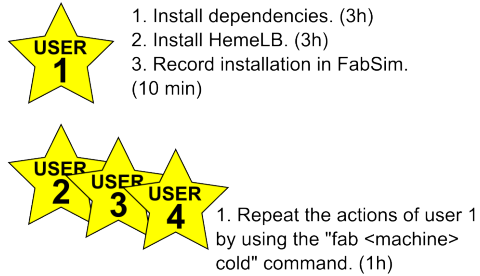 USER
1
1. Install dependencies. (3h)
2. Install HemeLB. (3h)
3. Record installation in FabSim.
(10 min)
USER
2
USER
3
USER
4
1. Repeat the actions of user 1
by using the "fab <machine>
cold" command. (1h)